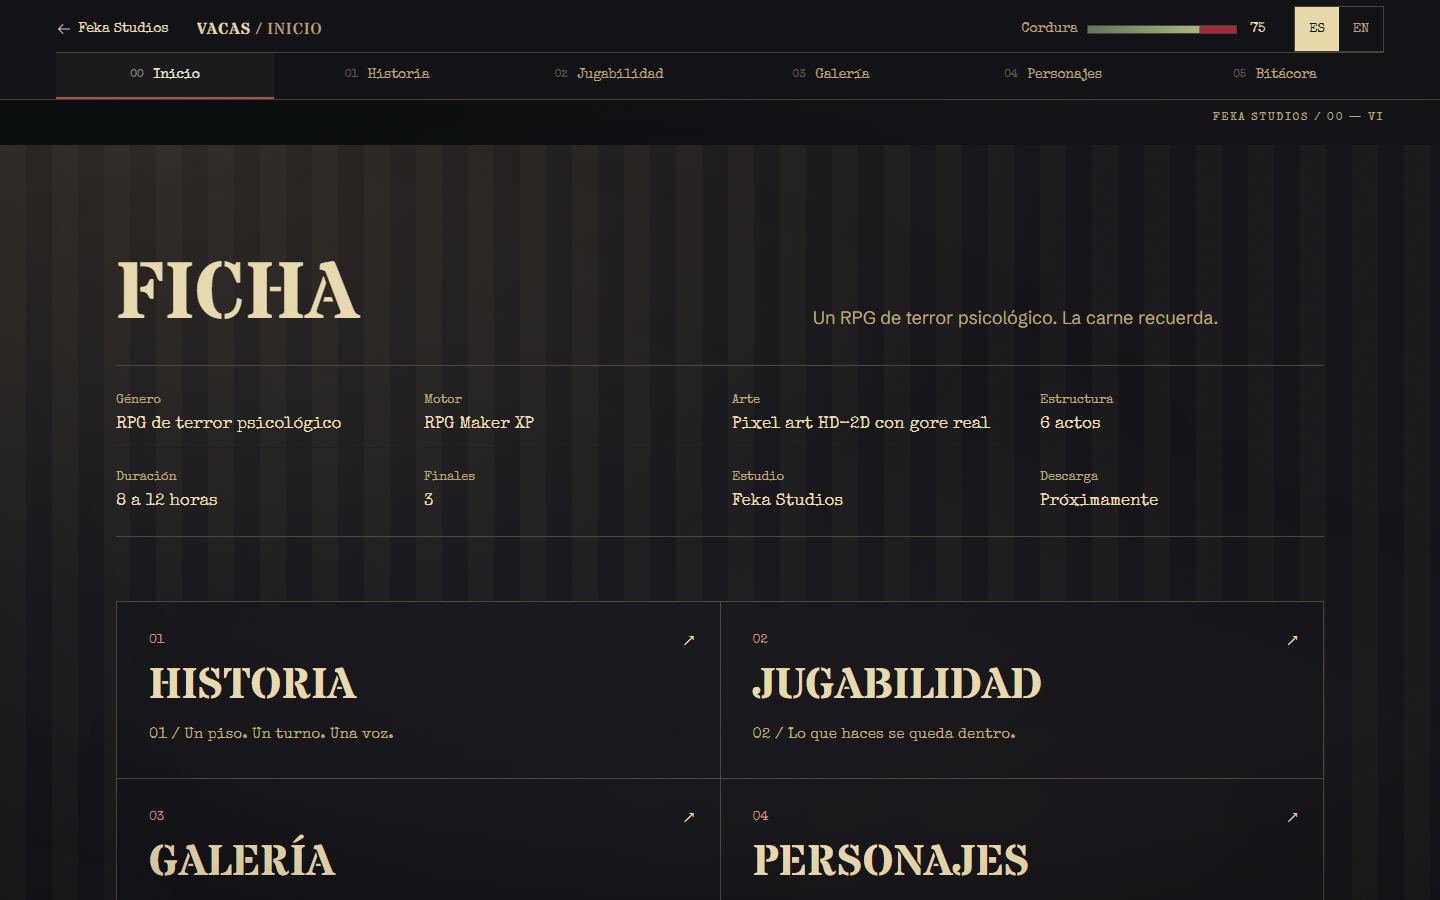 ← Feka Studios VACAS / INICIO Cordura 75 ES EN
00 Inicio 01 Historia 02 Jugabilidad 03 Galería 04 Personajes 05 Bitácora
FEKA STUDIOS / 00 — VI
FICHA
Un RPG de terror psicológico. La carne recuerda.
Género Motor Arte Estructura
RPG de terror psicológico RPG Maker XP Pixel art HD-2D con gore real 6 actos
Duración Finales Estudio Descarga
8 a 12 horas 3 Feka Studios Próximamente
01 ↗ 02 ↗
HISTORIA JUGABILIDAD
01 / Un piso. Un turno. Una voz. 02 / Lo que haces se queda dentro.
03 ↗ 04 ↗
GALERÍA PERSONAJES